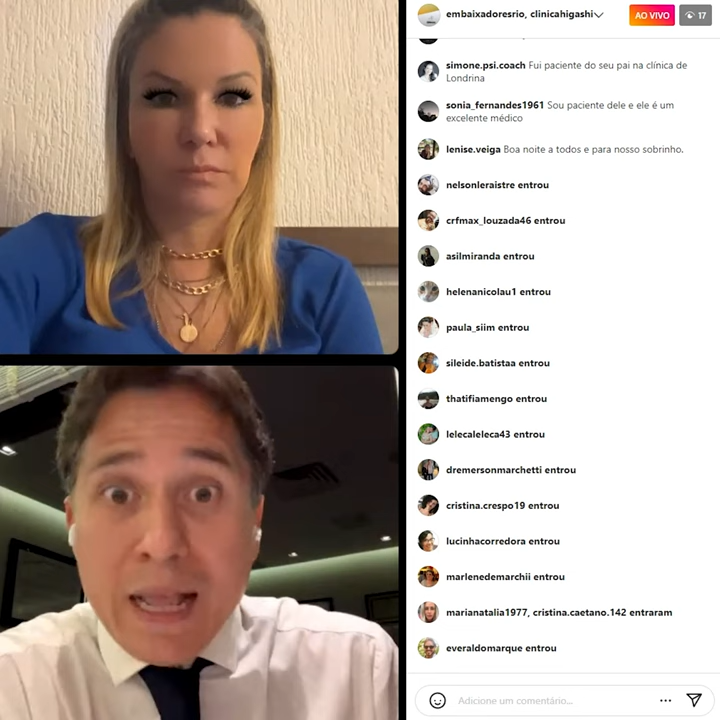 embaixadoresrio, clinicahigashi
AO VIVO
17
simone.psi.coach Fui paciente do seu pai na clínica de
Londrina
sonia_fernandes1961 Sou paciente dele e ele é um
excelente médico
lenise.veiga Boa noite a todos e para nosso sobrinho.
nelsonleraistre entrou
crfmax_louzada46 entrou
asilmiranda entrou
helenanicolau1 entrou
paula_siim entrou
sileide.batistaa entrou
thatifiamengo entrou
lelecaleleca43 entrou
dremersonmarchetti entrou
cristina.crespo19 entrou
lucinhacorredora entrou
marlenedemarchii entrou
marianatalia1977, cristina.caetano.142 entraram
everaldomarque entrou
Adicione um comentário...